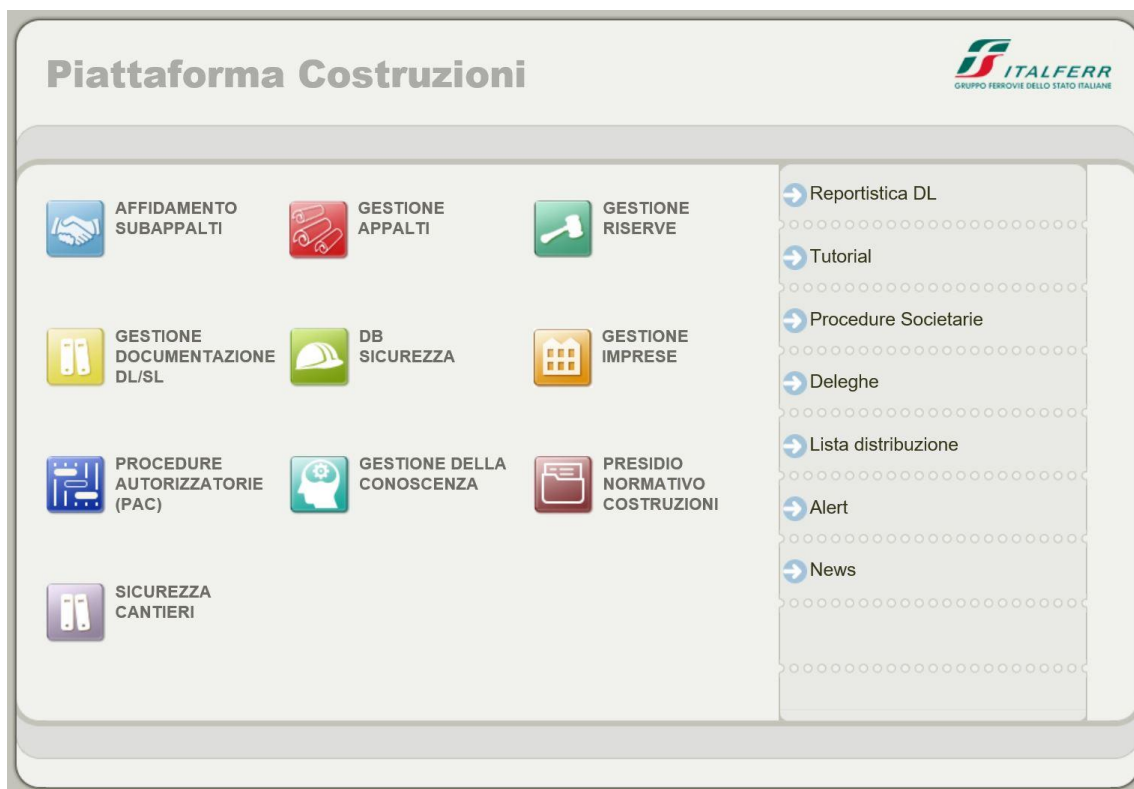 Piattaforma Costruzioni
ITALFERR
GRUPPO FERROVIE DELLO STATO ITALIANE
AFFIDAMENTO
SUBAPPALTI
GESTIONE
APPALTI
GESTIONE
RISERVE
GESTIONE
DOCUMENTAZIONE
DL/SL
DB
SICUREZZA
GESTIONE
IMPRESE
PROCEDURE
AUTORIZZATORIE
(PAC)
GESTIONE DELLA
CONOSCENZA
PRESIDIO
NORMATIVO
COSTRUZIONI
SICUREZZA
CANTIERI
Reportistica DL
Tutorial
Procedure Societarie
Deleghe
Lista distribuzione
Alert
News